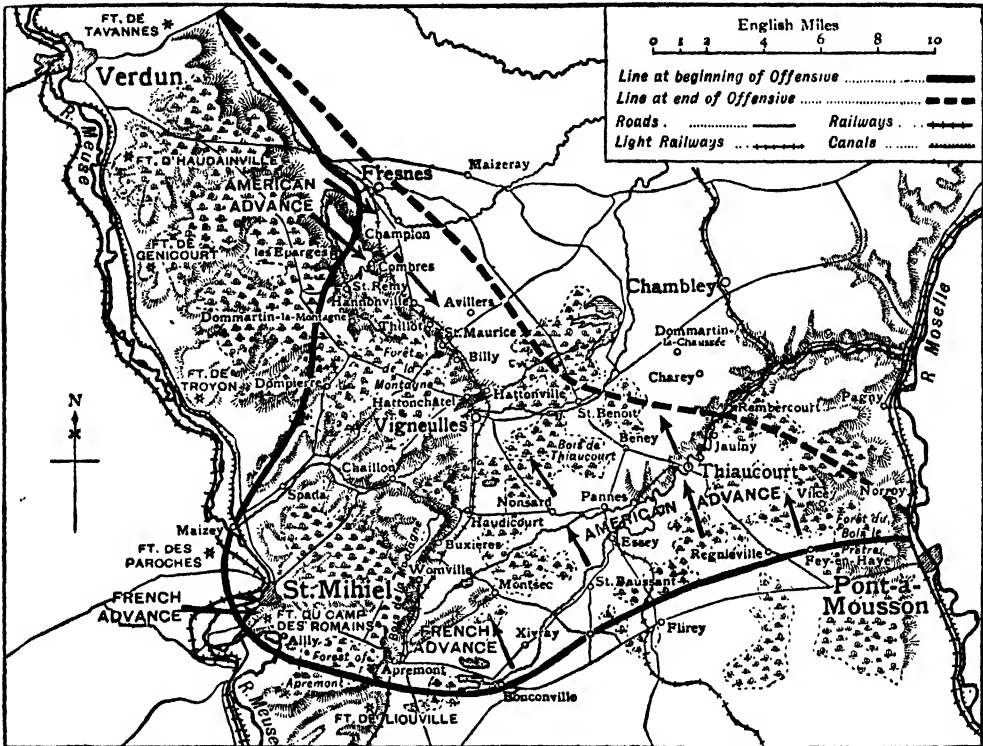 FT. DE
TAVANNES
Verdun
R. Meuse
English Miles
0 1 2 4 6 8 10
Line at beginning of Offensive
Line at end of Offensive
Roads
Railways
Light Railways
Canals
FT. D'HAUDAINVILLE
AMERICAN
ADVANCE
Fresnes
Maizeray
Champion
FT. DE
GENICOURT
les Eparges
Combres
St. Remy
Hannonville
Avillers
Dommartin-la-Montagne
Thillot
St. Maurice
Billy
Chambley
Dommartin-
la-Chaussée
Charey
R. Moselle
FT. DE
TROYON
Dompierre
Forêt
de la
Montagne
Hattonchâtel
Hattonville
Vigneulles
St. Benoit
Rembercourt
Pagny
Bois de
Thiaucourt
Beney
Jaulny
Thiaucourt
N
Chaillon
Spada
Nonsard
Pannes
AMERICAN ADVANCE
Vilcé
Norroy
Maizey
Haudicourt
Essey
Forêt du
Bois le
Prêtre
FT. DES
PAROCHES
Buxières
Regniéville
Fey-en-Haye
St. Mihiel
Womville
Montsec
St. Baussant
Pont-à-
Mousson
FRENCH
ADVANCE
FT. DU CAMP
DES ROMAINS
Ailly
FRENCH
ADVANCE
Xivray
Flirey
Forest of
Apremont
Apremont
Bonconville
R. Meuse
FT. DE LIOUVILLE